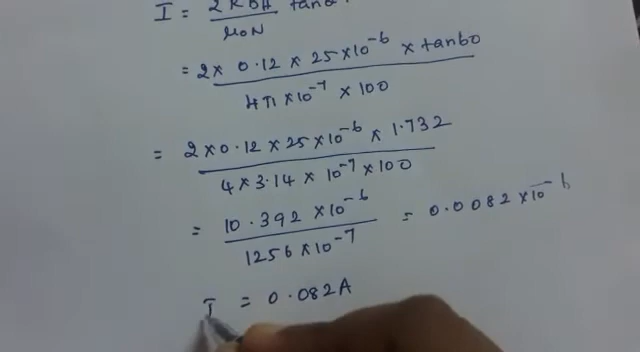 I = 2RBH/μ₀N tanθ
= 2 × 0.12 × 25×10⁻⁶ × tan60 / 4π×10⁻⁷ × 100
= 2×0.12×25×10⁻⁶×1.732 / 4×3.14×10⁻⁷×100
= 10.392×10⁻⁶ / 1256×10⁻⁷ = 0.0082×10⁻⁶
I = 0.082A